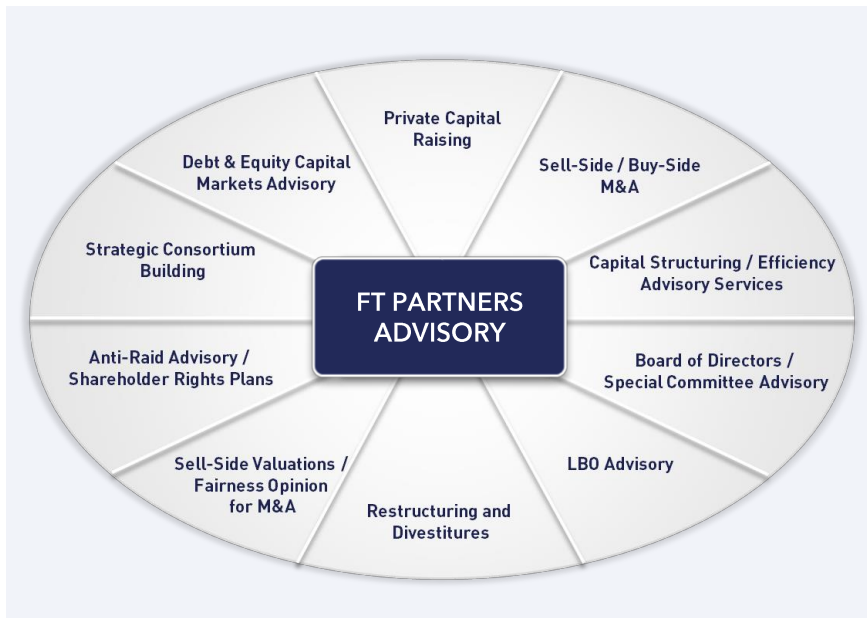 Private Capital
Raising
Debt & Equity Capital
Markets Advisory
Sell-Side / Buy-Side
M&A
Strategic Consortium
Building
Capital Structuring / Efficiency
Advisory Services
FT PARTNERS
ADVISORY
Anti-Raid Advisory /
Shareholder Rights Plans
Board of Directors /
Special Committee Advisory
Sell-Side Valuations /
Fairness Opinion
for M&A
LBO Advisory
Restructuring and
Divestitures